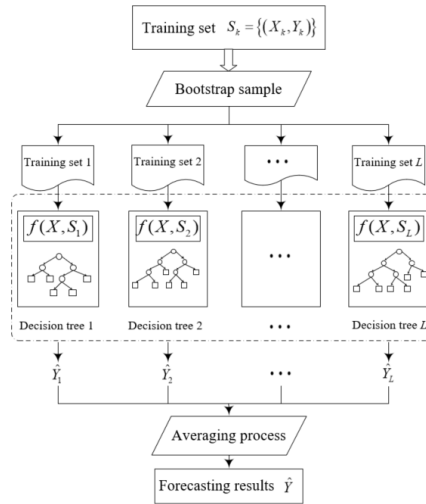 Training set S_k = {(X_k, Y_k)}
Bootstrap sample
Training set 1 Training set 2 ••• Training set L
f(X, S_1) f(X, S_2) ••• f(X, S_L)
Decision tree 1 Decision tree 2 ••• Decision tree L
Ŷ_1 Ŷ_2 ••• Ŷ_L
Averaging process
Forecasting results Ŷ